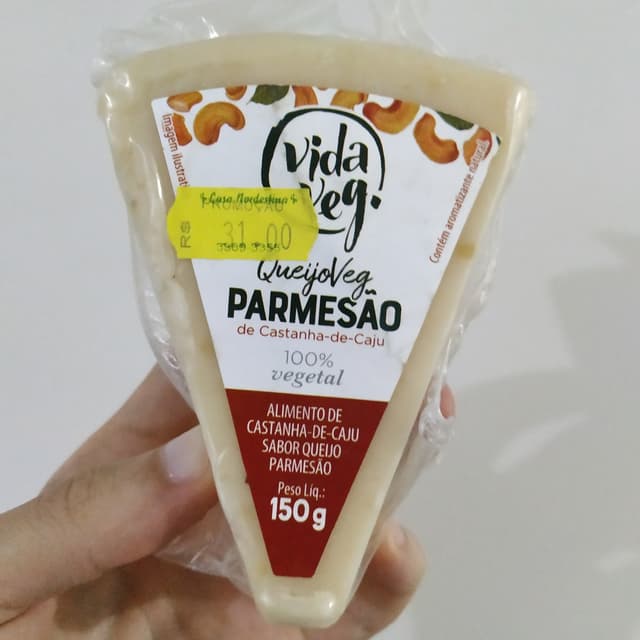 Vida
Veg.
Imagem ilustrati
Contém aromatizante natural.
Casa Nordestina
PROMOÇÃO
R$ 31,00
QueijoVeg
PARMESÃO
de Castanha-de-Caju
100%
vegetal
ALIMENTO DE
CASTANHA-DE-CAJU
SABOR QUEIJO
PARMESÃO
Peso Líq.:
150g